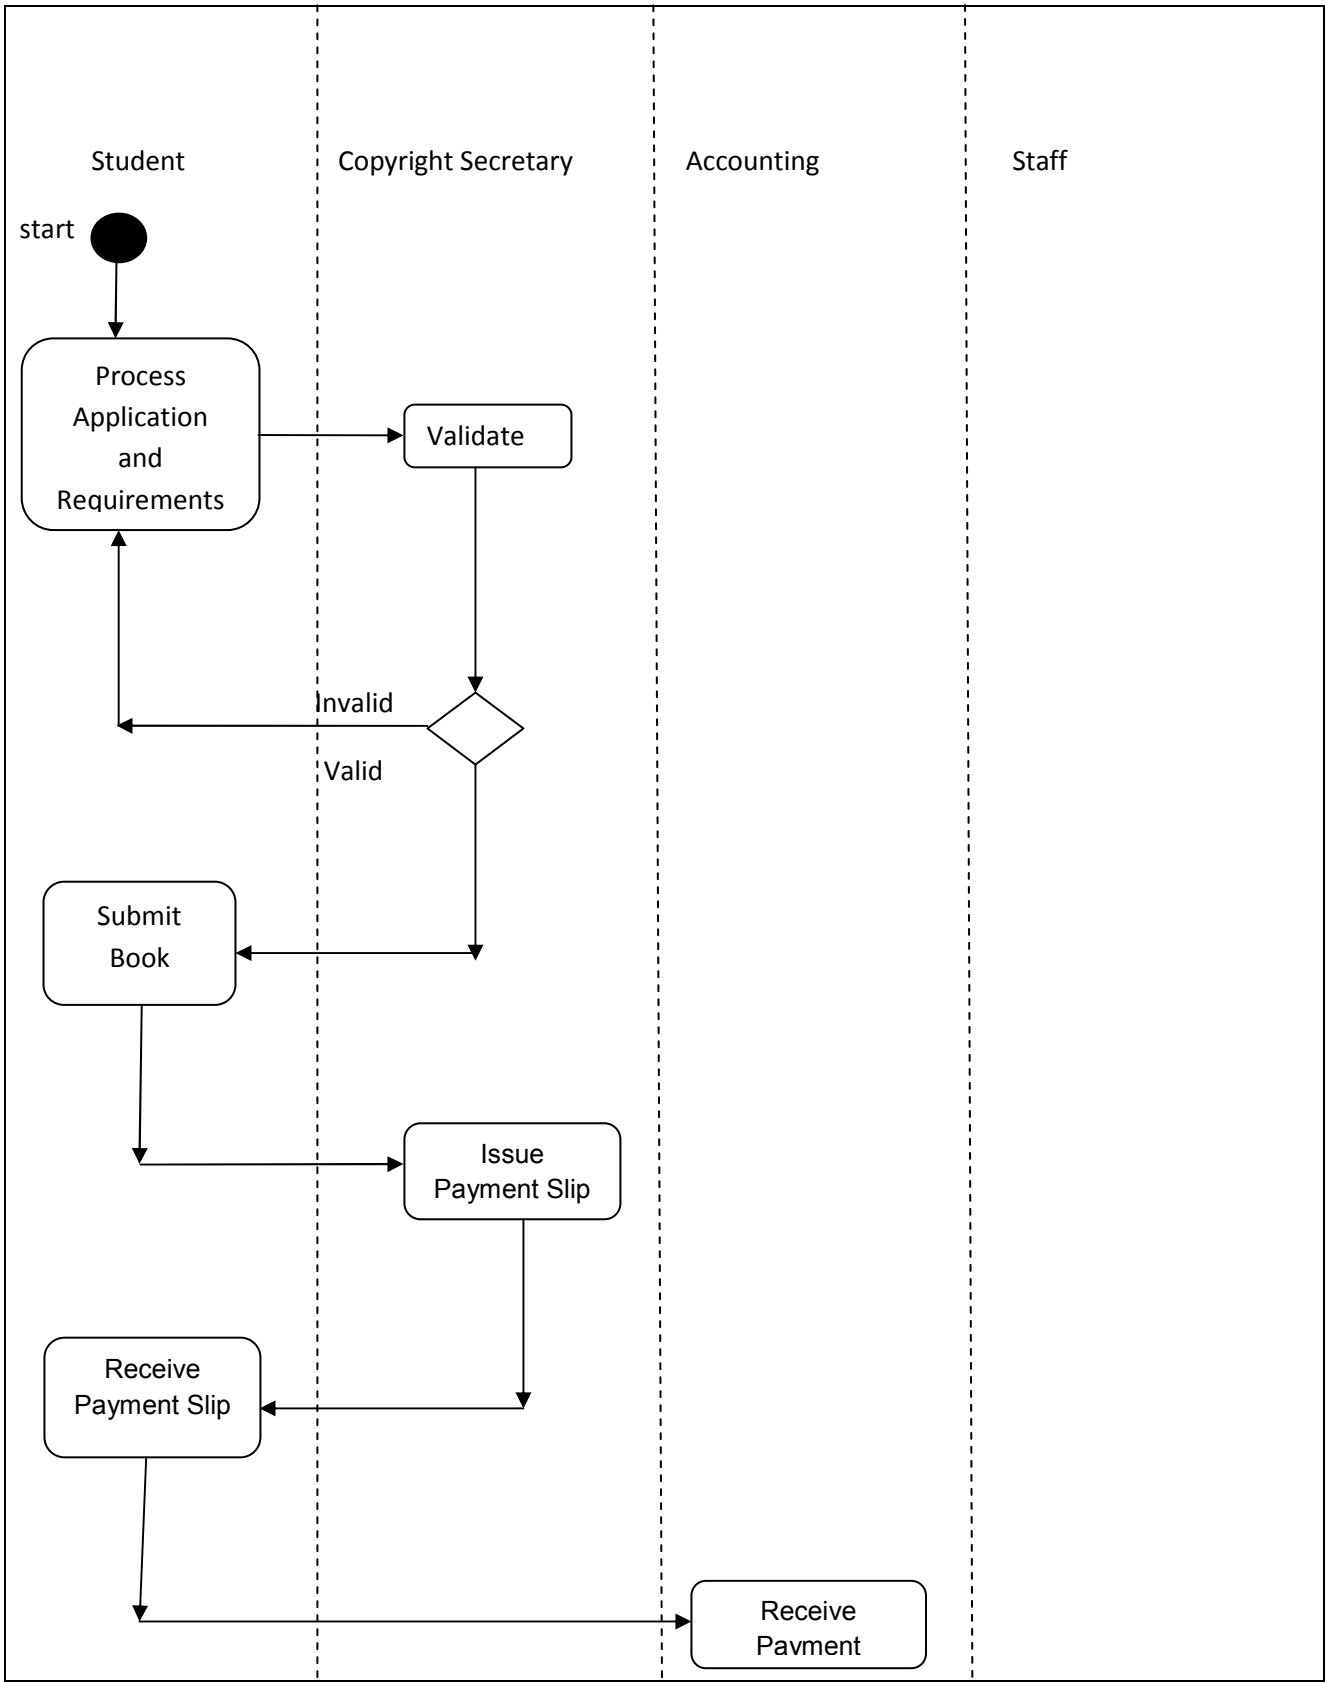 Student
Copyright Secretary
Accounting
Staff
start
Process
Application
and
Requirements
Validate
Invalid
Valid
Submit
Book
Issue
Payment Slip
Receive
Payment Slip
Receive
Payment